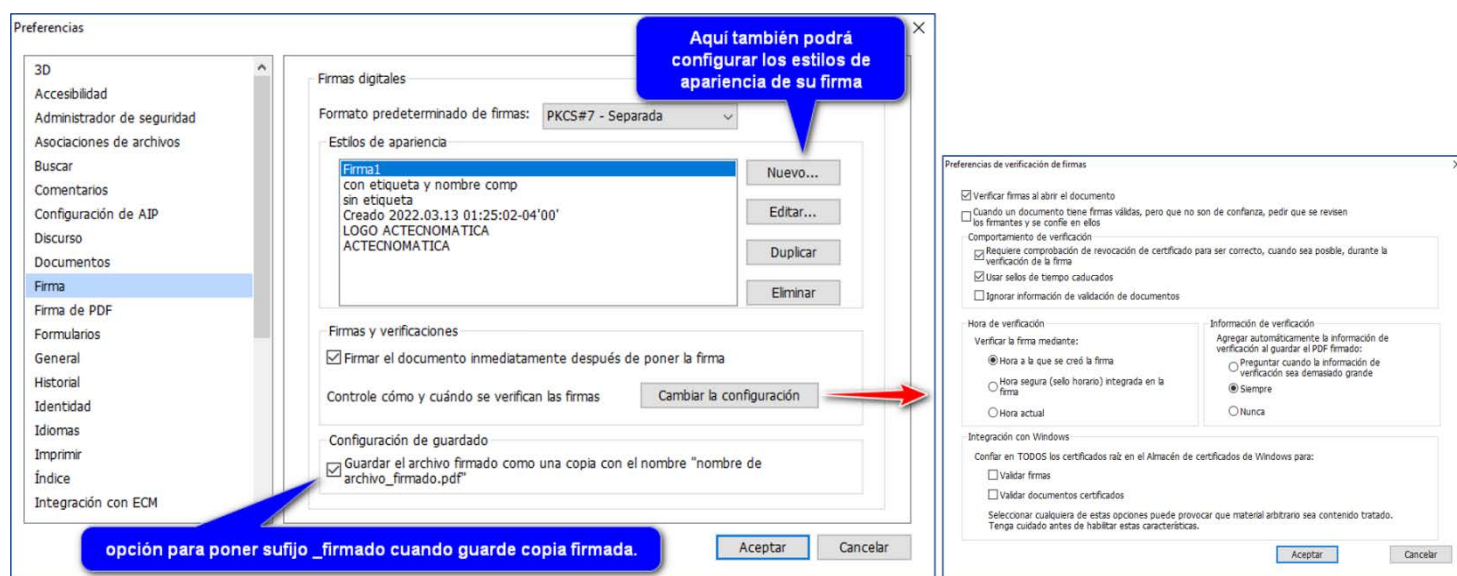 Preferencias
Aquí también podrá
configurar los estilos de
apariencia de su firma
3D
Accesibilidad
Administrador de seguridad
Asociaciones de archivos
Buscar
Comentarios
Configuración de AIP
Discurso
Documentos
Firma
Firma de PDF
Formularios
General
Historial
Identidad
Idiomas
Imprimir
Índice
Integración con ECM
Firmas digitales
Formato predeterminado de firmas: PKCS#7 - Separada
Estilos de apariencia
Firma1
con etiqueta y nombre comp
sin etiqueta
Creado 2022.03.13 01:25:02-04'00'
LOGO ACTECNOMATICA
ACTECNOMATICA
Nuevo...
Editar...
Duplicar
Eliminar
Firmas y verificaciones
Firmar el documento inmediatamente después de poner la firma
Controle cómo y cuándo se verifican las firmas Cambiar la configuración
Configuración de guardado
Guardar el archivo firmado como una copia con el nombre "nombre de
archivo_firmado.pdf"
opción para poner sufijo _firmado cuando guarde copia firmada.
Aceptar Cancelar
Preferencias de verificación de firmas
Verificar firmas al abrir el documento
Cuando un documento tiene firmas válidas, pero que no son de confianza, pedir que se revisen
los firmantes y se confíe en ellos
Comportamiento de verificación
Requiere comprobación de revocación de certificado para ser correcto, cuando sea posible, durante la
verificación de la firma
Usar sellos de tiempo caducados
Ignorar información de validación de documentos
Hora de verificación
Verificar la firma mediante:
Hora a la que se creó la firma
Hora segura (sello horario) integrada en la
firma
Hora actual
Información de verificación
Agregar automáticamente la información de
verificación al guardar el PDF firmado:
Preguntar cuando la información de
verificación sea demasiado grande
Siempre
Nunca
Integración con Windows
Confiar en TODOS los certificados raíz en el Almacén de certificados de Windows para:
Validar firmas
Validar documentos certificados
Seleccionar cualquiera de estas opciones puede provocar que material arbitrario sea contenido tratado.
Tenga cuidado antes de habilitar estas características.
Aceptar Cancelar